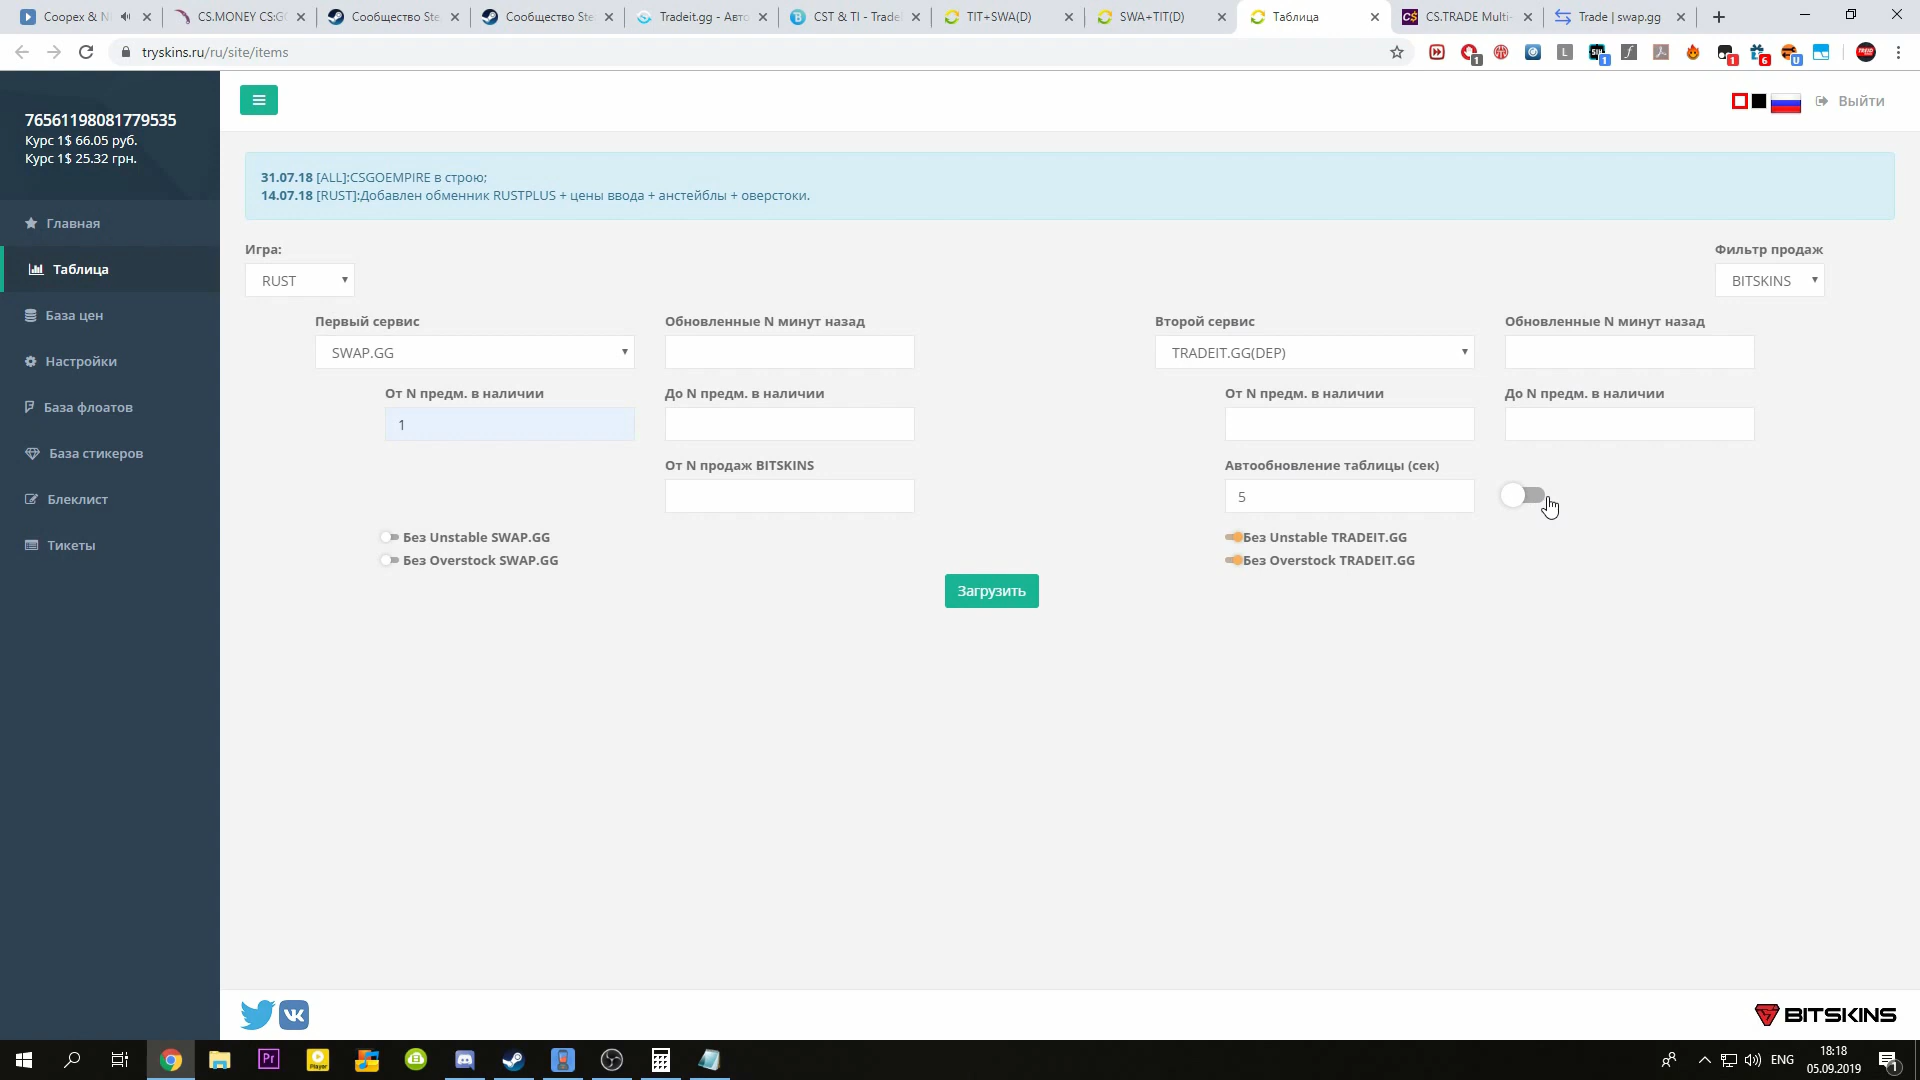 Coopex & N
CS.MONEY CS:G
Сообщество Ste
Сообщество Ste
Tradeit.gg - Авто
CST & TI - Trade
TIT+SWA(D)
SWA+TIT(D)
Таблица
CS.TRADE Multi-
Trade | swap.gg
tryskins.ru/ru/site/items
76561198081779535
Курс 1$ 66.05 руб.
Курс 1$ 25.32 грн.
Главная
Таблица
База цен
Настройки
База флоатов
База стикеров
Блеклист
Тикеты
Выйти
31.07.18 [ALL]:CSGOEMPIRE в строю;
14.07.18 [RUST]:Добавлен обменник RUSTPLUS + цены ввода + анстейблы + оверстоки.
Игра:
RUST
Фильтр продаж
BITSKINS
Первый сервис
SWAP.GG
Обновленные N минут назад
Второй сервис
TRADEIT.GG(DEP)
Обновленные N минут назад
От N предм. в наличии
1
До N предм. в наличии
От N предм. в наличии
До N предм. в наличии
От N продаж BITSKINS
Автообновление таблицы (сек)
5
Без Unstable SWAP.GG
Без Overstock SWAP.GG
Без Unstable TRADEIT.GG
Без Overstock TRADEIT.GG
Загрузить
BITSKINS
ENG
18:18
05.09.2019